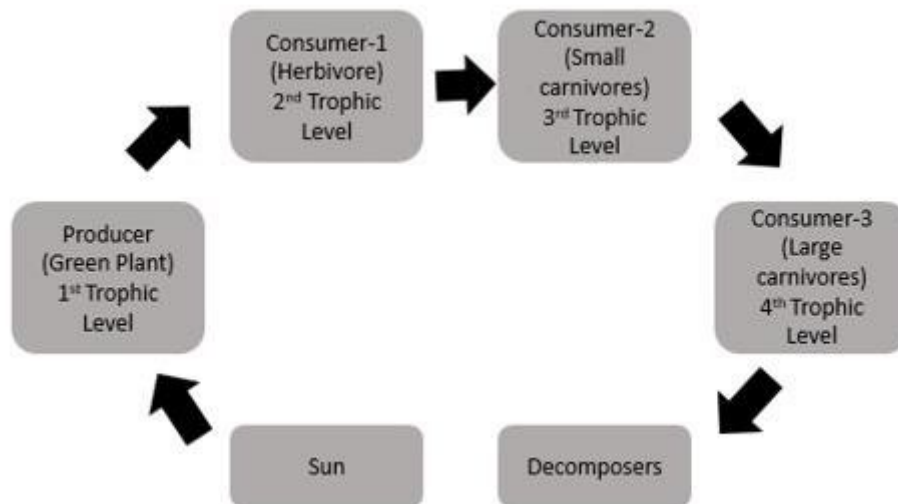 Consumer-1
(Herbivore)
2nd Trophic
Level
Consumer-2
(Small
carnivores)
3rd Trophic
Level
Producer
(Green Plant)
1st Trophic
Level
Consumer-3
(Large
carnivores)
4th Trophic
Level
Sun
Decomposers